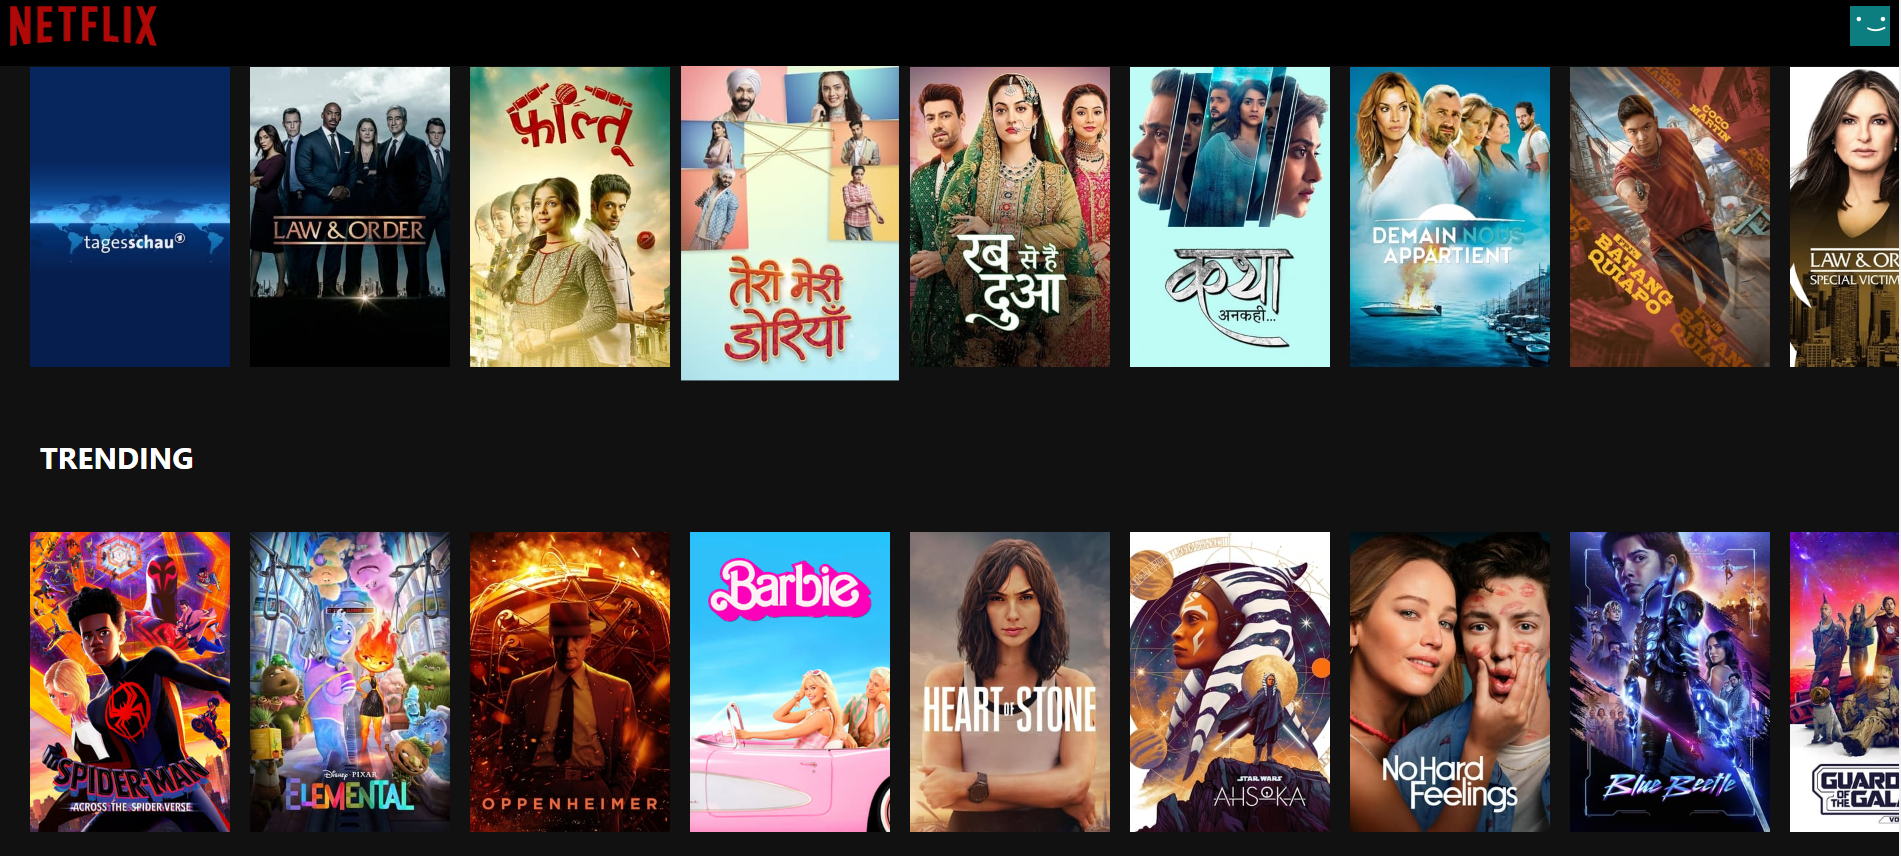 NETFLIX
tagesschau
LAW & ORDER
फ़ालतू
तेरी मेरी
डोरियाँ
रब से है
दुआ
कथा
अनकही...
DEMAIN NOUS
APPARTIENT
COCO
MARTIN
BATANG
QUIAPO
LAW & OR
SPECIAL VICTIM
TRENDING
SPIDER-MAN
ACROSS THE SPIDER-VERSE
Disney PIXAR
ELEMENTAL
OPPENHEIMER
Barbie
HEART OF STONE
STAR WARS
AHSOKA
No Hard
Feelings
Blue Beetle
GUARD
OF
THE GAL
VO